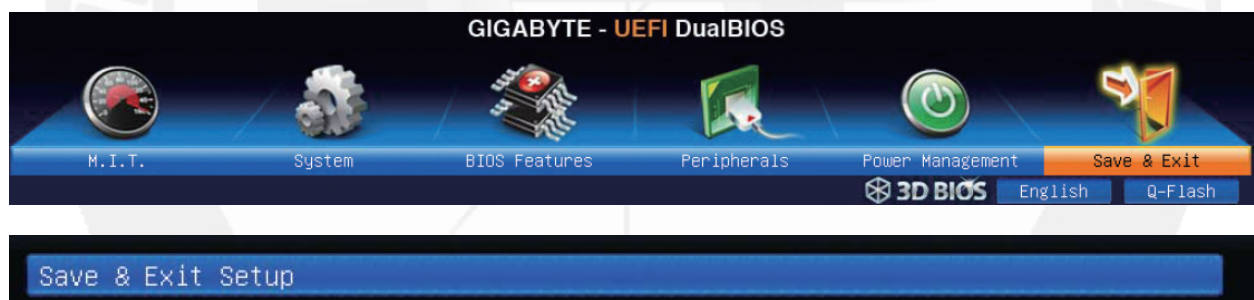 GIGABYTE - UEFI DualBIOS
M.I.T. System BIOS Features Peripherals Power Management Save & Exit
3D BIOS English Q-Flash
Save & Exit Setup